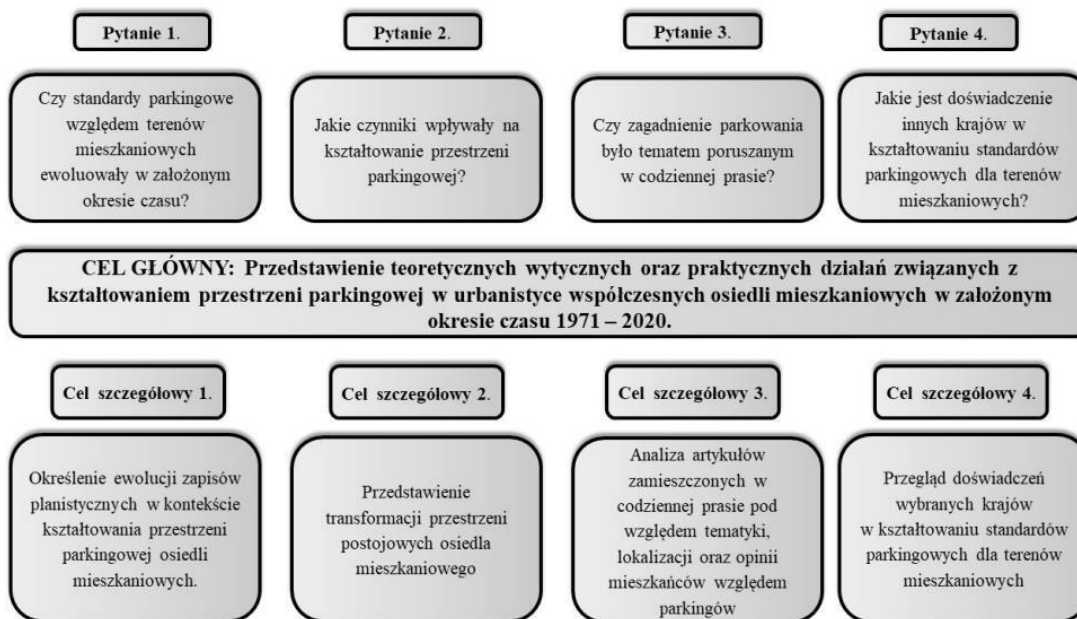 Pytanie 1.
Pytanie 2.
Pytanie 3.
Pytanie 4.
Czy standardy parkingowe
względem terenów
mieszkaniowych
ewoluowały w założonym
okresie czasu?
Jakie czynniki wpływały na
kształtowanie przestrzeni
parkingowej?
Czy zagadnienie parkowania
było tematem poruszanym
w codziennej prasie?
Jakie jest doświadczenie
innych krajów w
kształtowaniu standardów
parkingowych dla terenów
mieszkaniowych?
CEL GŁÓWNY: Przedstawienie teoretycznych wytycznych oraz praktycznych działań związanych z
kształtowaniem przestrzeni parkingowej w urbanistyce współczesnych osiedli mieszkaniowych w założonym
okresie czasu 1971 – 2020.
Cel szczegółowy 1.
Cel szczegółowy 2.
Cel szczegółowy 3.
Cel szczegółowy 4.
Określenie ewolucji zapisów
planistycznych w kontekście
kształtowania przestrzeni
parkingowej osiedli
mieszkaniowych.
Przedstawienie
transformacji przestrzeni
postojowych osiedla
mieszkaniowego
Analiza artykułów
zamieszczonych w
codziennej prasie pod
względem tematyki,
lokalizacji oraz opinii
mieszkańców względem
parkingów
Przegląd doświadczeń
wybranych krajów
w kształtowaniu standardów
parkingowych dla terenów
mieszkaniowych